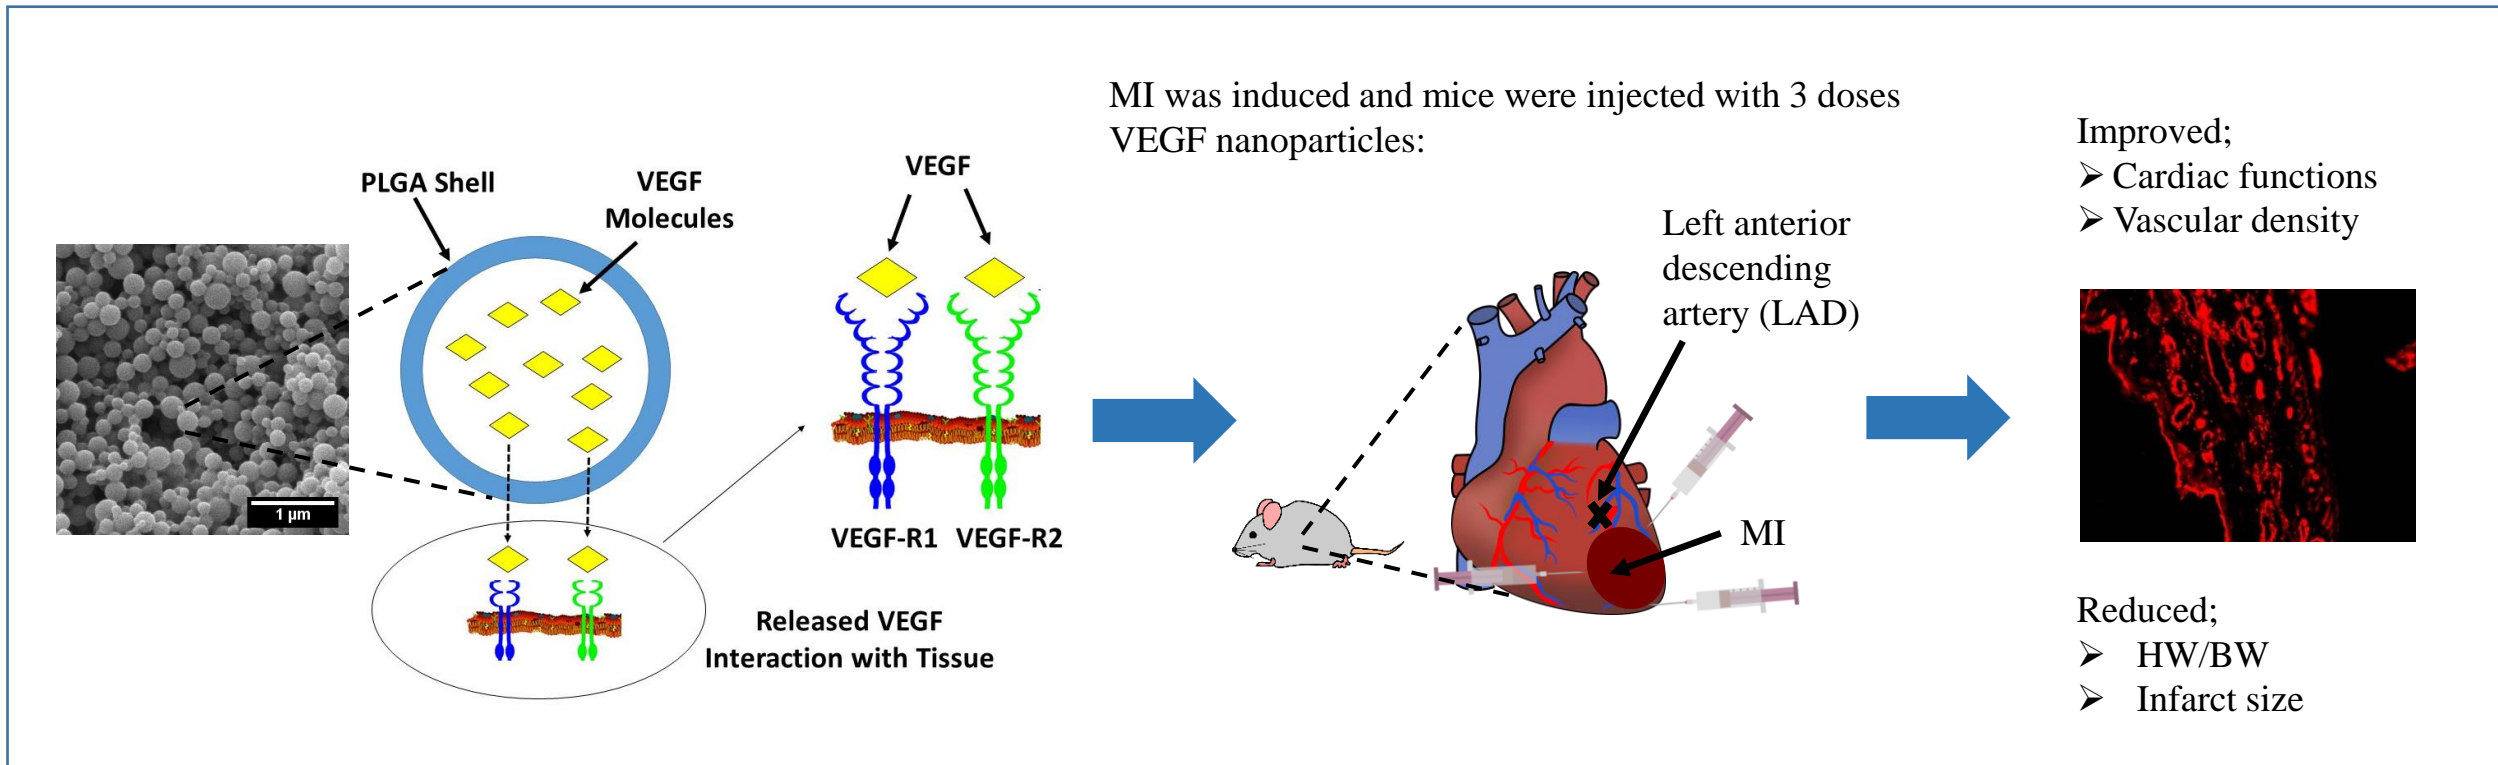 MI was induced and mice were injected with 3 doses
VEGF nanoparticles:
PLGA Shell
VEGF
Molecules
VEGF
1 µm
VEGF-R1
VEGF-R2
Released VEGF
Interaction with Tissue
Left anterior
descending
artery (LAD)
MI
Improved;
➢ Cardiac functions
➢ Vascular density
Reduced;
➢ HW/BW
➢ Infarct size